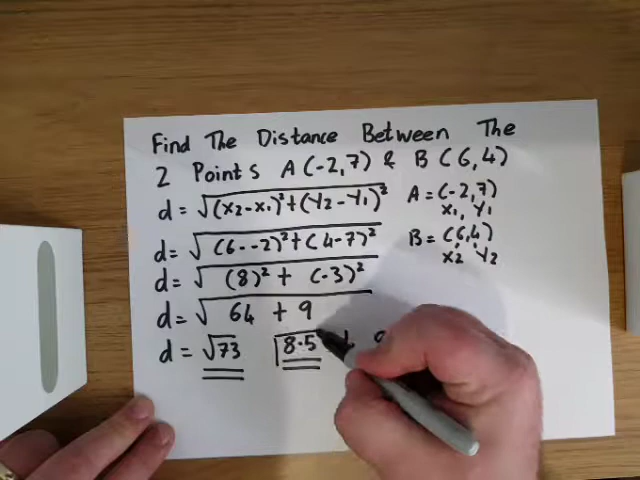 Find The Distance Between The
2 Points A(-2,7) & B(6,4)
d = √(x₂-x₁)²+(Y₂-Y₁)²
A = (-2,7)
x₁, Y₁
d = √(6--2)²+(4-7)²
B = (6,4)
x₂ Y₂
d = √(8)² + (-3)²
d = √64 + 9
d = √73
8.5